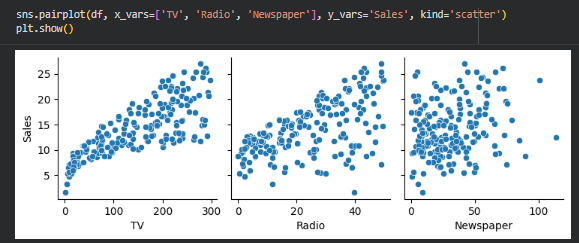 sns.pairplot(df, x_vars=['TV', 'Radio', 'Newspaper'], y_vars='Sales', kind='scatter')
plt.show()
25
20
15
10
5
Sales
0 100 200 300 0 20 40 0 50 100
TV Radio Newspaper